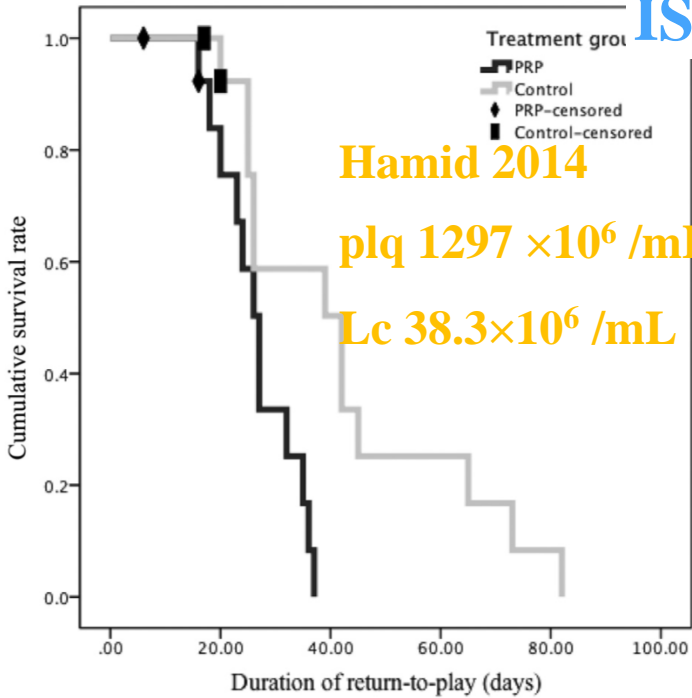 IS
Treatment
PRP
Control
PRP-censored
Control-censored
Hamid 2014
plq 1297 ×10⁶
Lc 38.3×10⁶ /mL
Cumulative survival rate
1.0
0.8
0.6
0.4
0.2
0.0
.00 20.00 40.00 60.00 80.00 100.00
Duration of return-to-play (days)